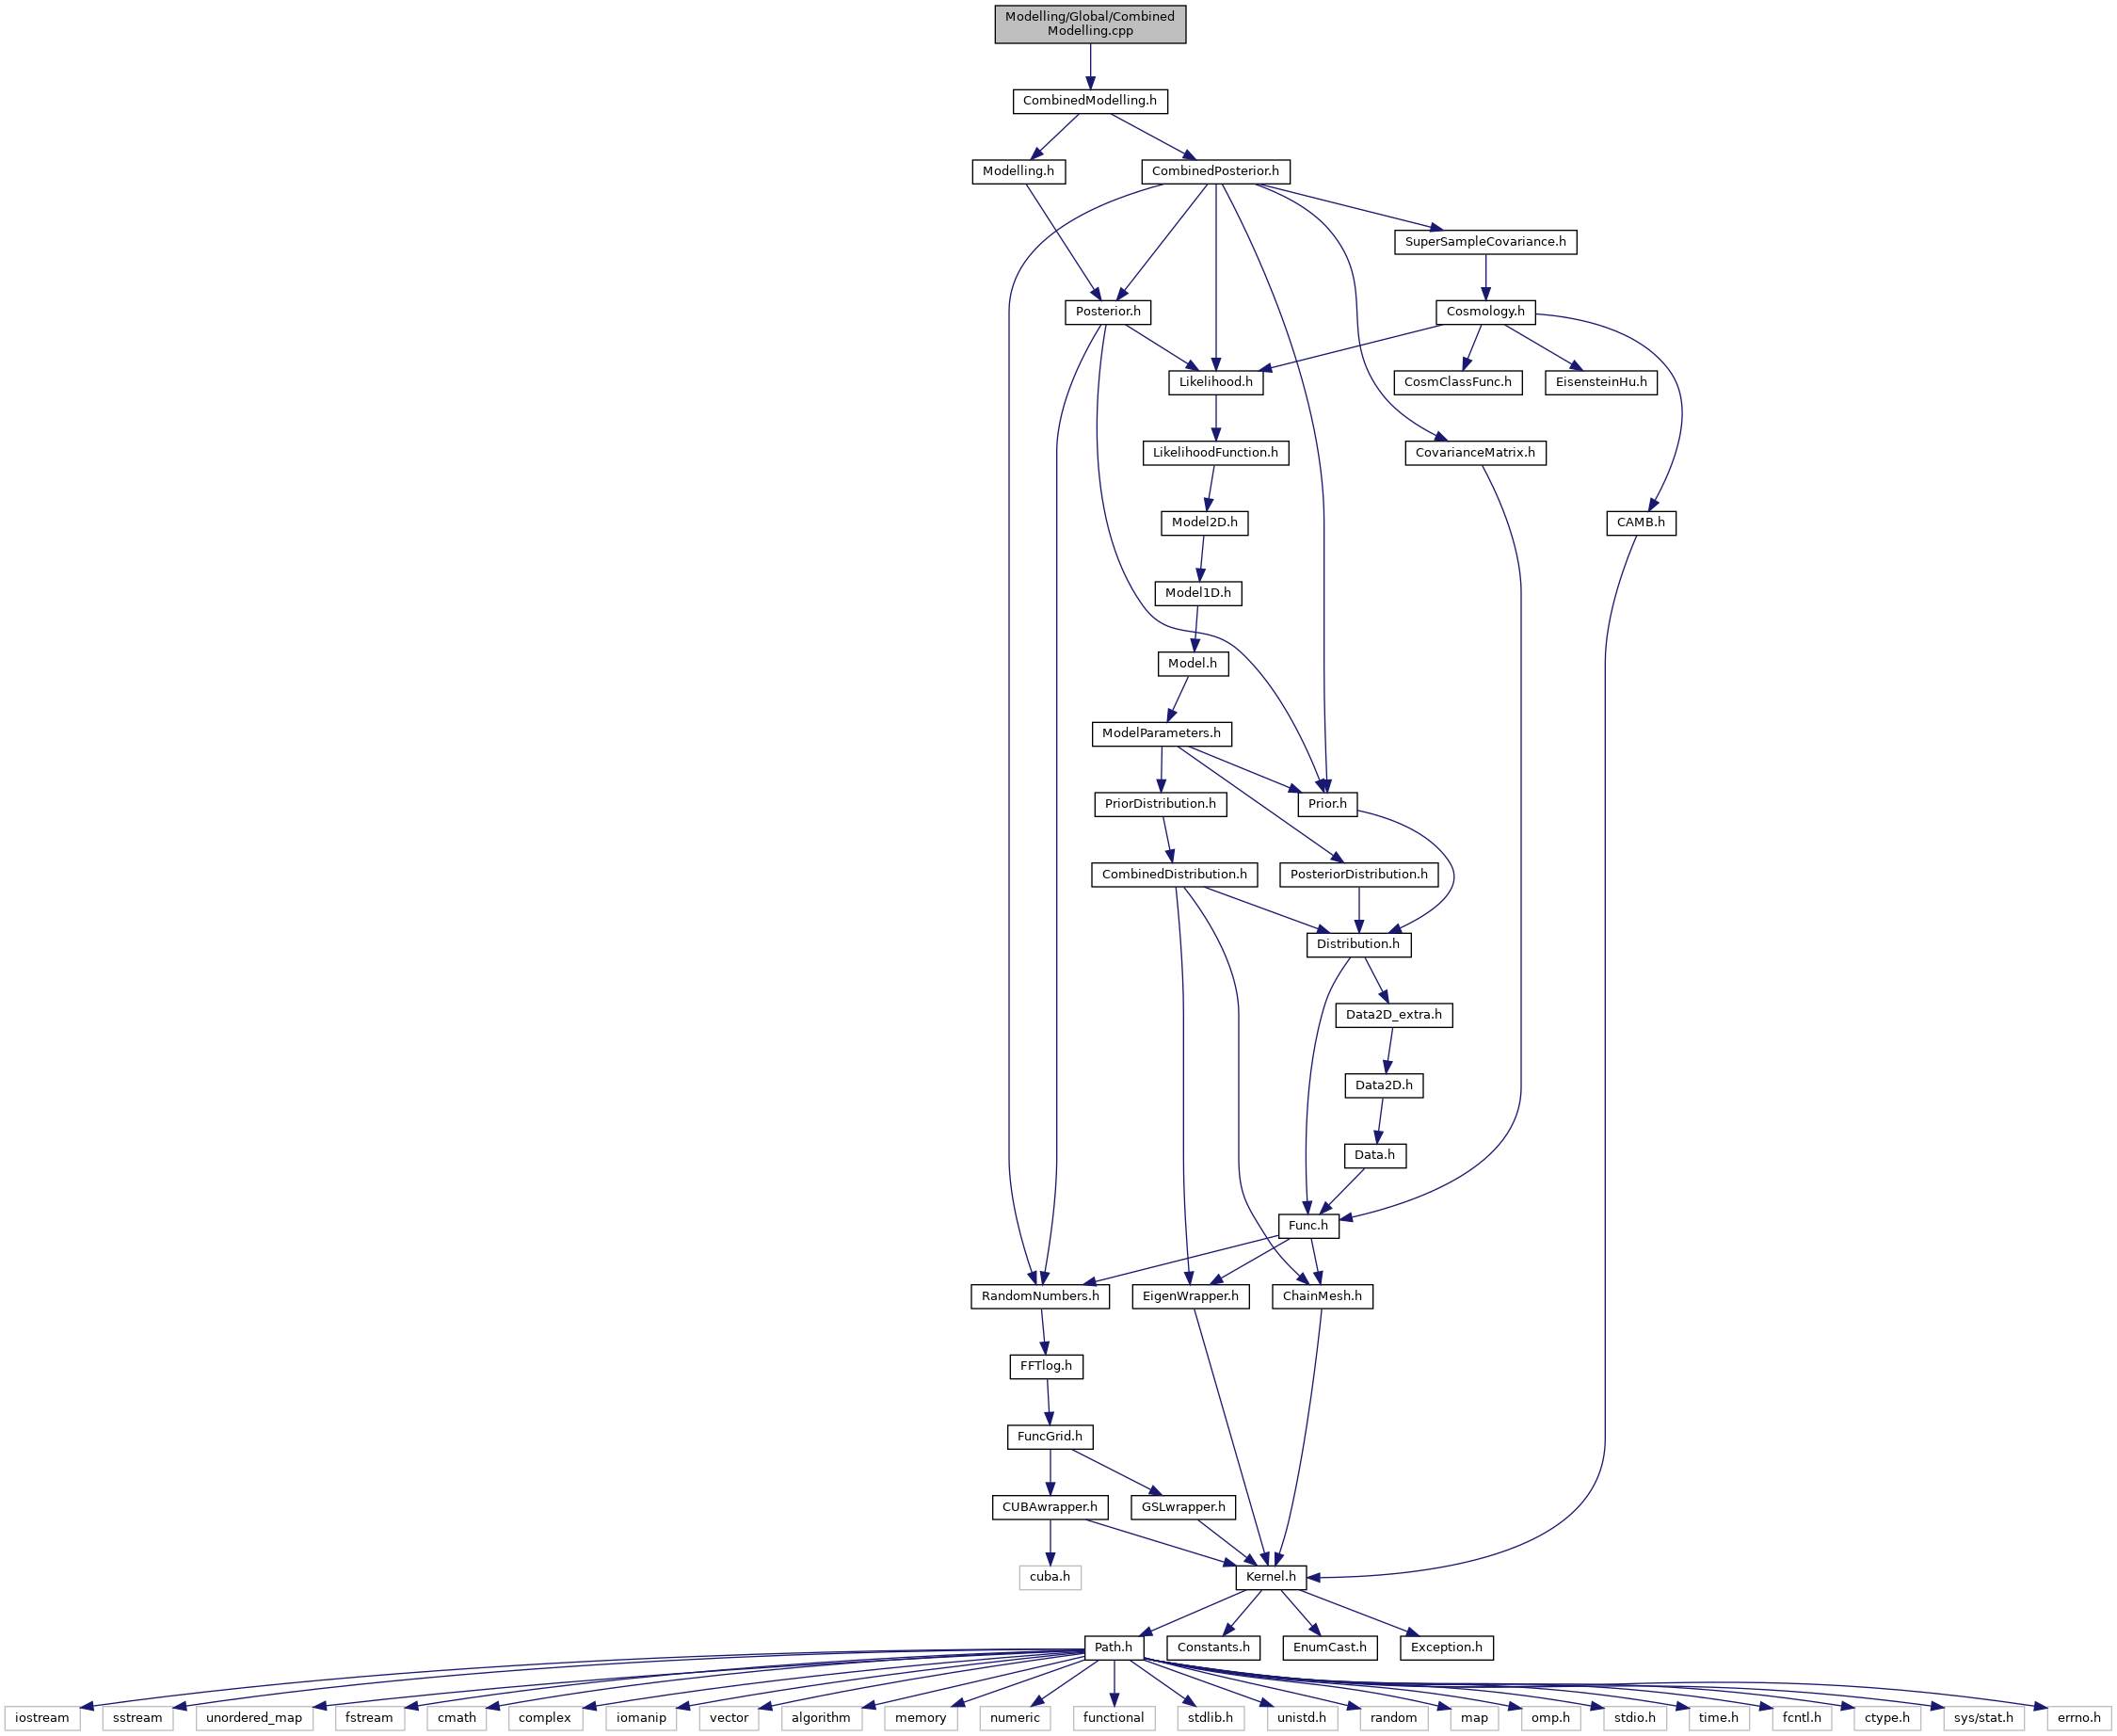 Modelling/Global/Combined
Modelling.cpp
CombinedModelling.h
Modelling.h
CombinedPosterior.h
SuperSampleCovariance.h
Posterior.h
Cosmology.h
Likelihood.h
CosmClassFunc.h
EisensteinHu.h
LikelihoodFunction.h
CovarianceMatrix.h
Model2D.h
CAMB.h
Model1D.h
Model.h
ModelParameters.h
PriorDistribution.h
Prior.h
CombinedDistribution.h
PosteriorDistribution.h
Distribution.h
Data2D_extra.h
Data2D.h
Data.h
Func.h
RandomNumbers.h
EigenWrapper.h
ChainMesh.h
FFTlog.h
FuncGrid.h
CUBAwrapper.h
GSLwrapper.h
cuba.h
Kernel.h
Path.h
Constants.h
EnumCast.h
Exception.h
iostream
sstream
unordered_map
fstream
cmath
complex
iomanip
vector
algorithm
memory
numeric
functional
stdlib.h
unistd.h
random
map
omp.h
stdio.h
time.h
fcntl.h
ctype.h
sys/stat.h
errno.h